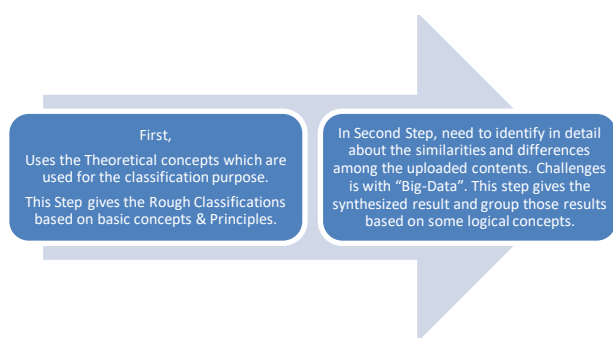 First,
Uses the Theoretical concepts which are
used for the classification purpose.
This Step gives the Rough Classifications
based on basic concepts & Principles.
In Second Step, need to identify in detail
about the similarities and differences
among the uploaded contents. Challenges
is with “Big-Data”. This step gives the
synthesized result and group those results
based on some logical concepts.